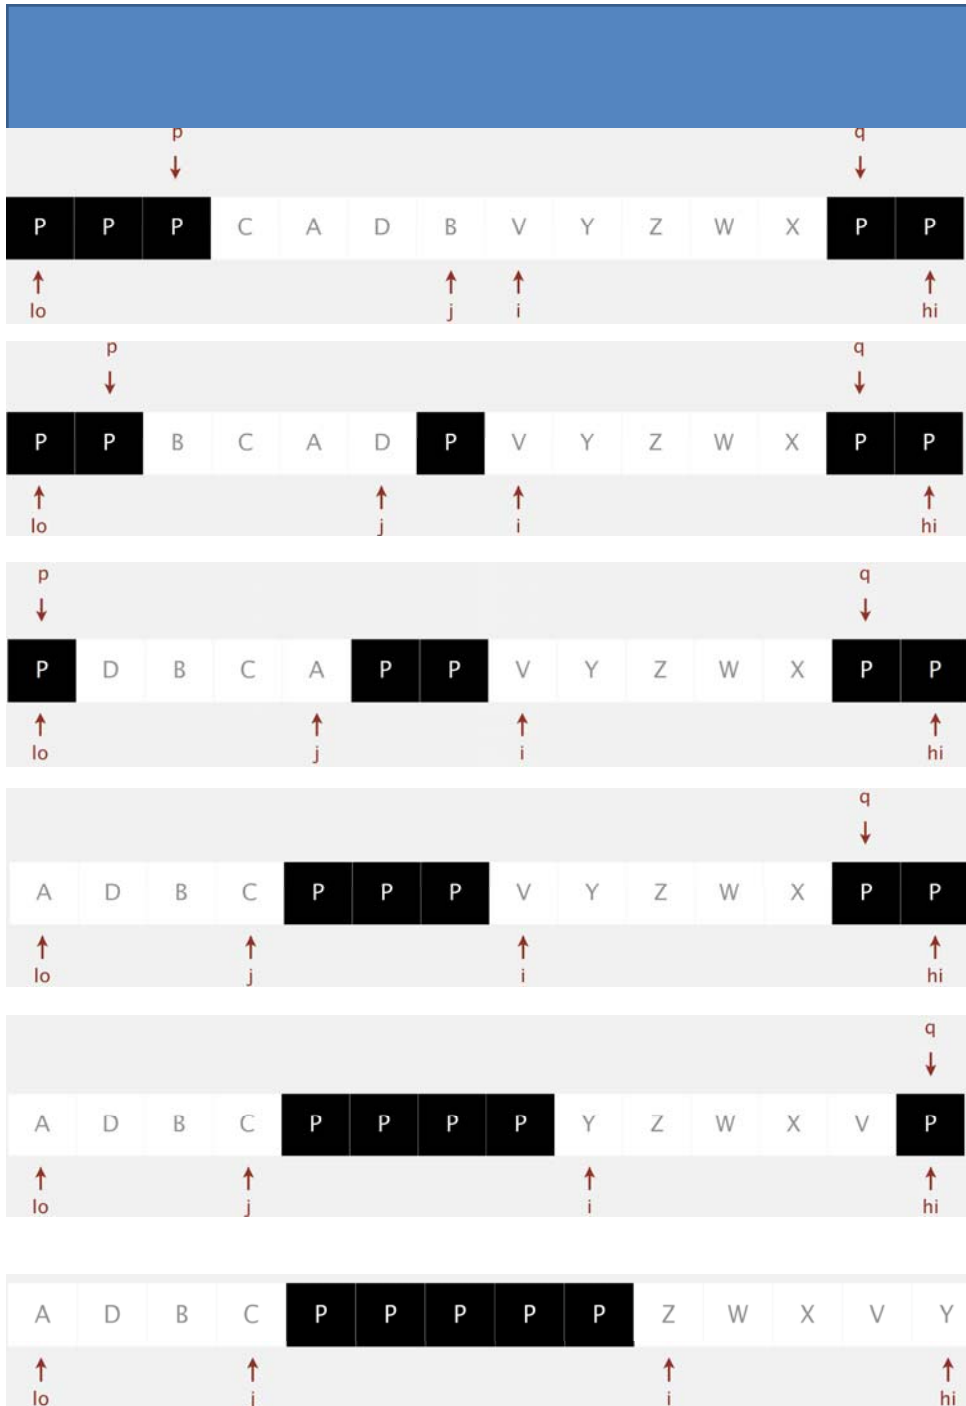 p q
P P P C A D B V Y Z W X P P
lo j i hi
p q
P P B C A D P V Y Z W X P P
lo j i hi
p q
P D B C A P P V Y Z W X P P
lo j i hi
q
A D B C P P P V Y Z W X P P
lo j i hi
q
A D B C P P P P Y Z W X V P
lo j i hi
A D B C P P P P P Z W X V Y
lo j i hi